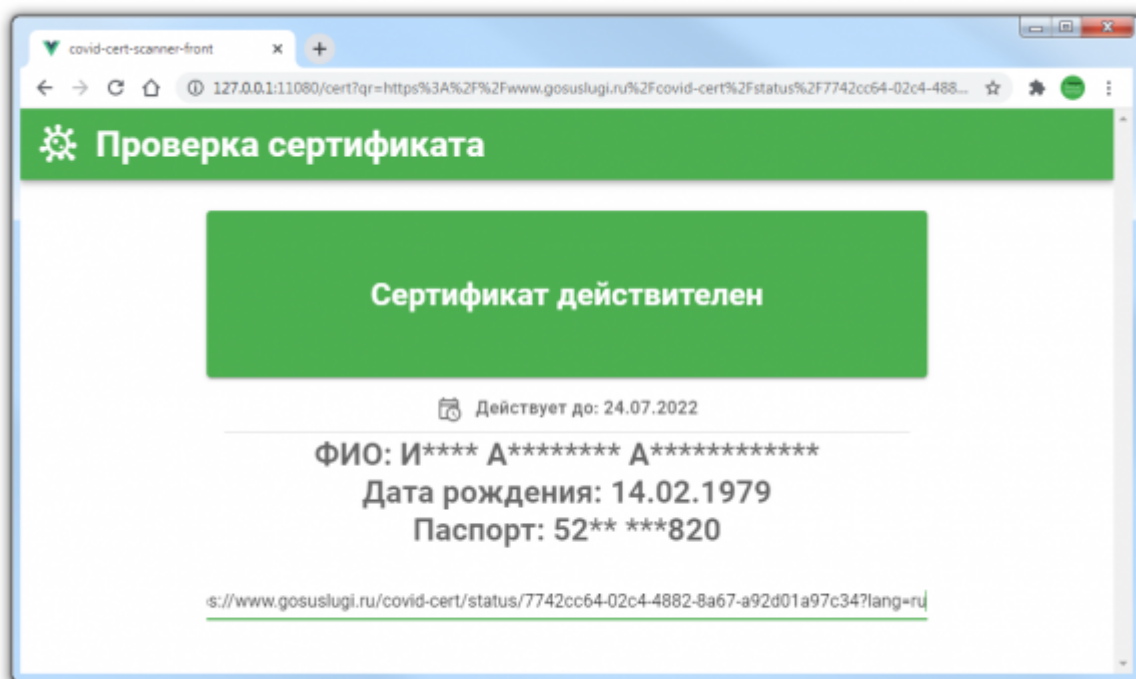 covid-cert-scanner-front
127.0.0.1:11080/cert?qr=https%3A%2F%2Fwww.gosuslugi.ru%2Fcovid-cert%2Fstatus%2F7742cc64-02c4-488...
Проверка сертификата
Сертификат действителен
Действует до: 24.07.2022
ФИО: И**** А******** А************
Дата рождения: 14.02.1979
Паспорт: 52** ***820
s://www.gosuslugi.ru/covid-cert/status/7742cc64-02c4-4882-8a67-a92d01a97c34?lang=ru